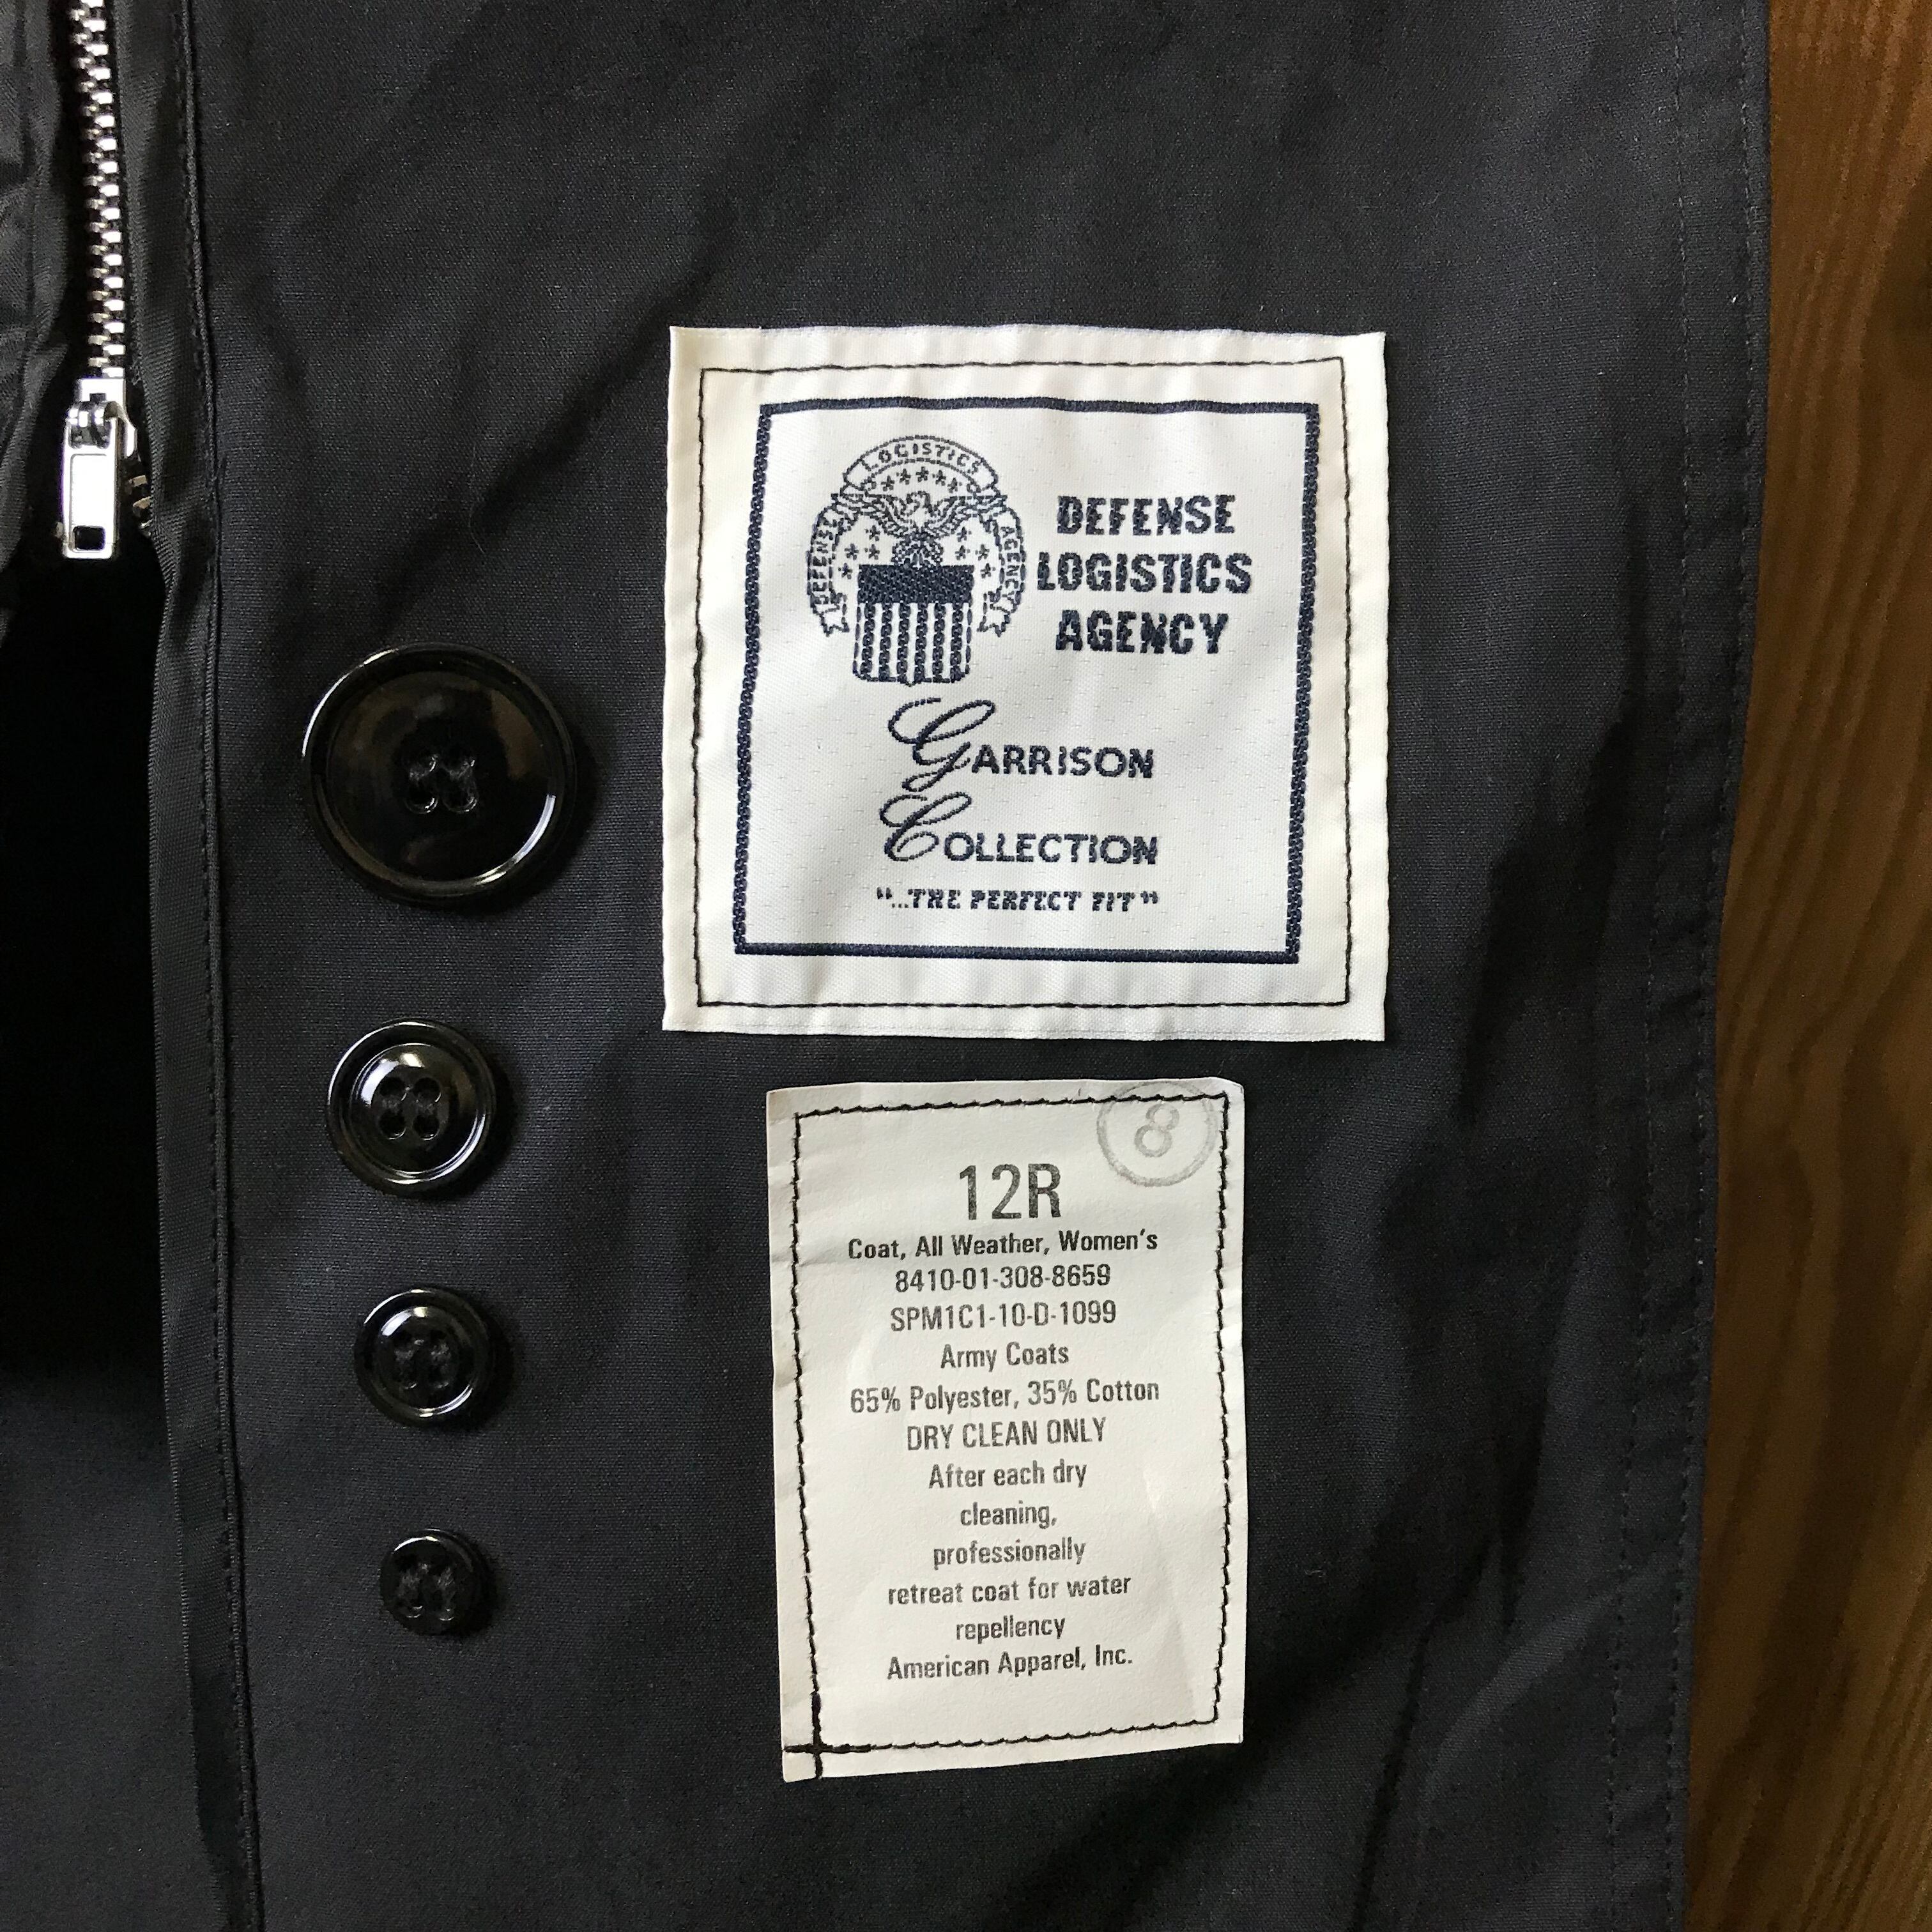 LOGISTICS
DEFENSE
AGENCY
DEFENSE
LOGISTICS
AGENCY
GARRISON
COLLECTION
“...THE PERFECT FIT”
8
12R
Coat, All Weather, Women's
8410-01-308-8659
SPM1C1-10-D-1099
Army Coats
65% Polyester, 35% Cotton
DRY CLEAN ONLY
After each dry
cleaning,
professionally
retreat coat for water
repellency
American Apparel, Inc.